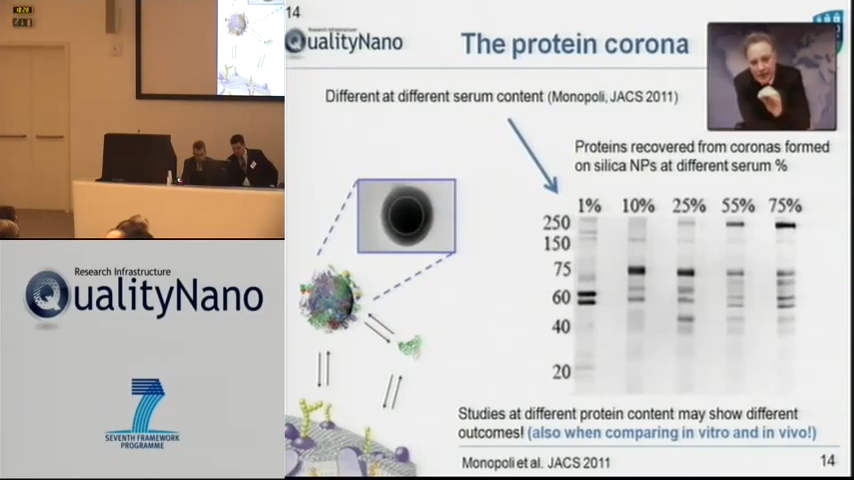 14
Research Infrastructure
QualityNano
The protein corona
Different at different serum content (Monopoli, JACS 2011)
Proteins recovered from coronas formed
on silica NPs at different serum %
1% 10% 25% 55% 75%
250
150
75
60
40
20
Studies at different protein content may show different
outcomes! (also when comparing in vitro and in vivo!)
Monopoli et al. JACS 2011
14
Research Infrastructure
QualityNano
7
SEVENTH FRAMEWORK
PROGRAMME